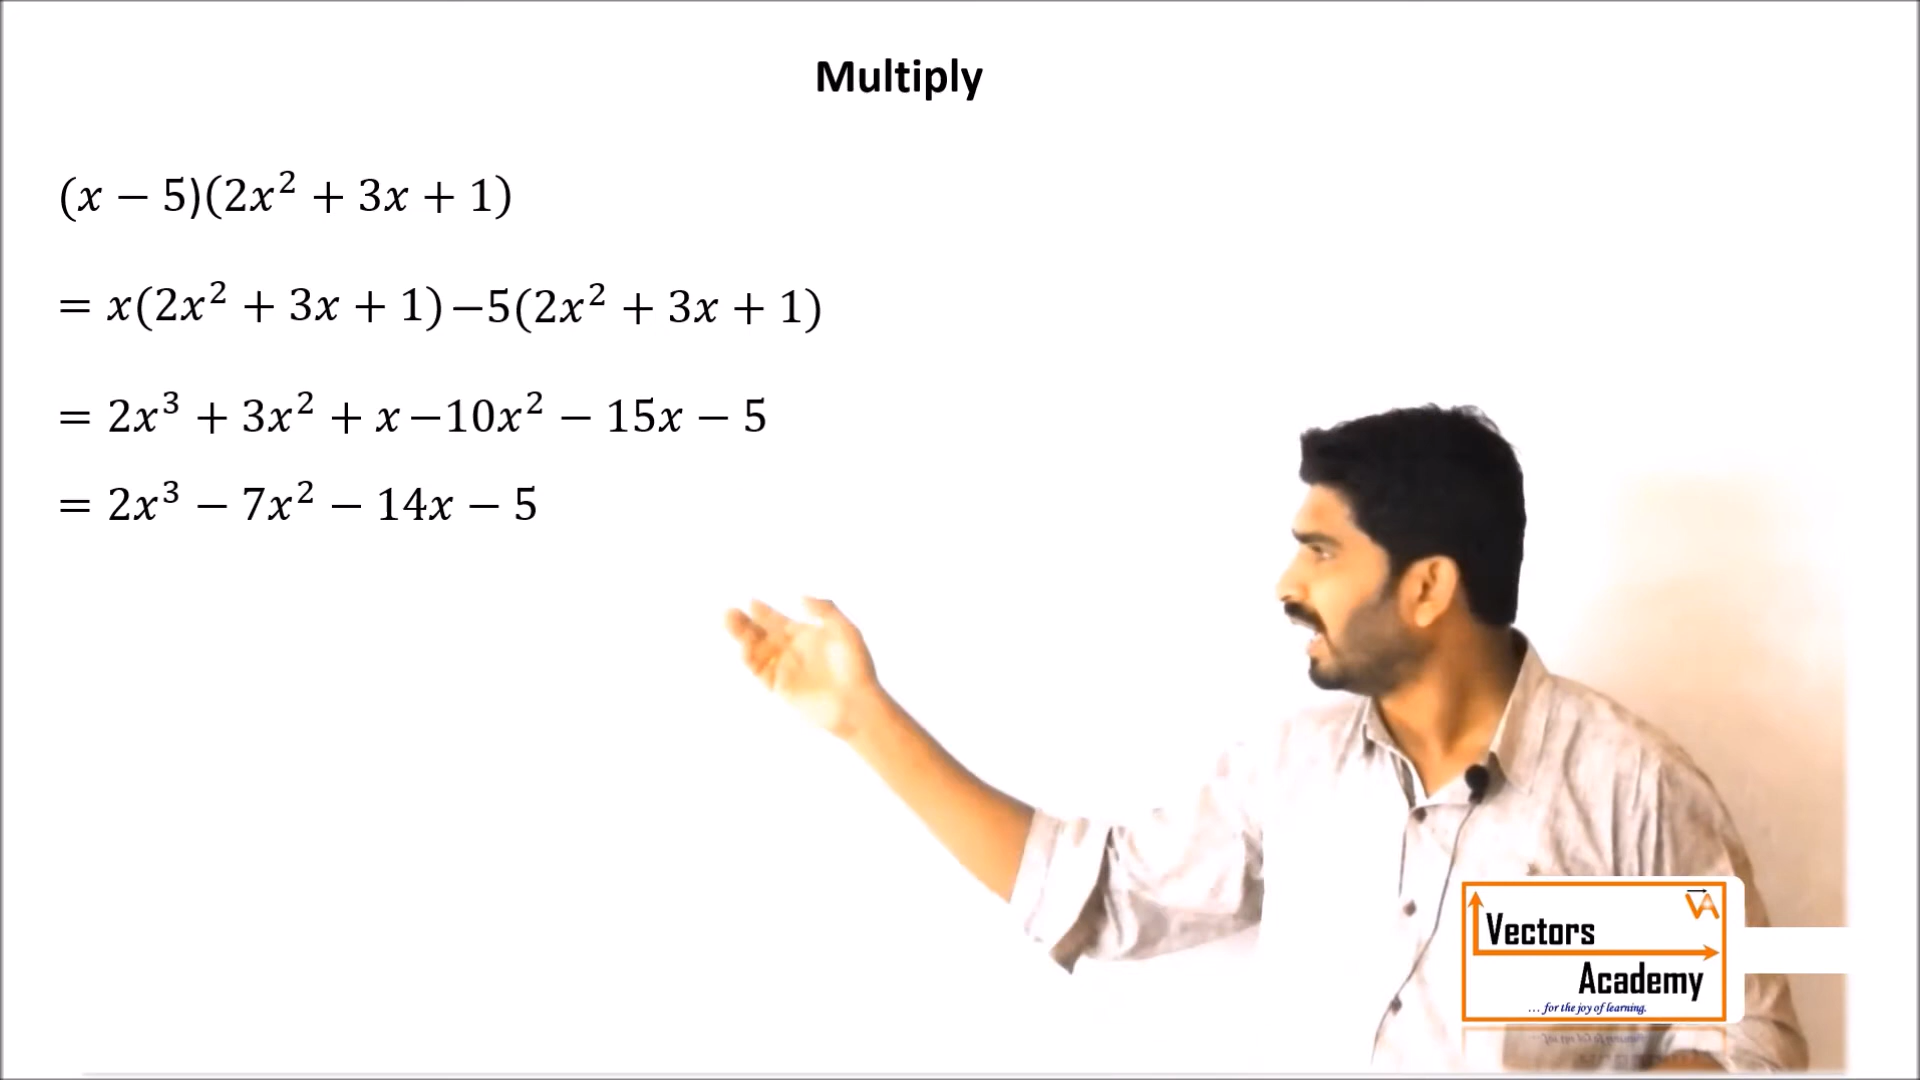 Multiply
(x − 5)(2x² + 3x + 1)
= x(2x² + 3x + 1)−5(2x² + 3x + 1)
= 2x³ + 3x² + x−10x² − 15x − 5
= 2x³ − 7x² − 14x − 5
VA
Vectors
Academy
... for the joy of learning.